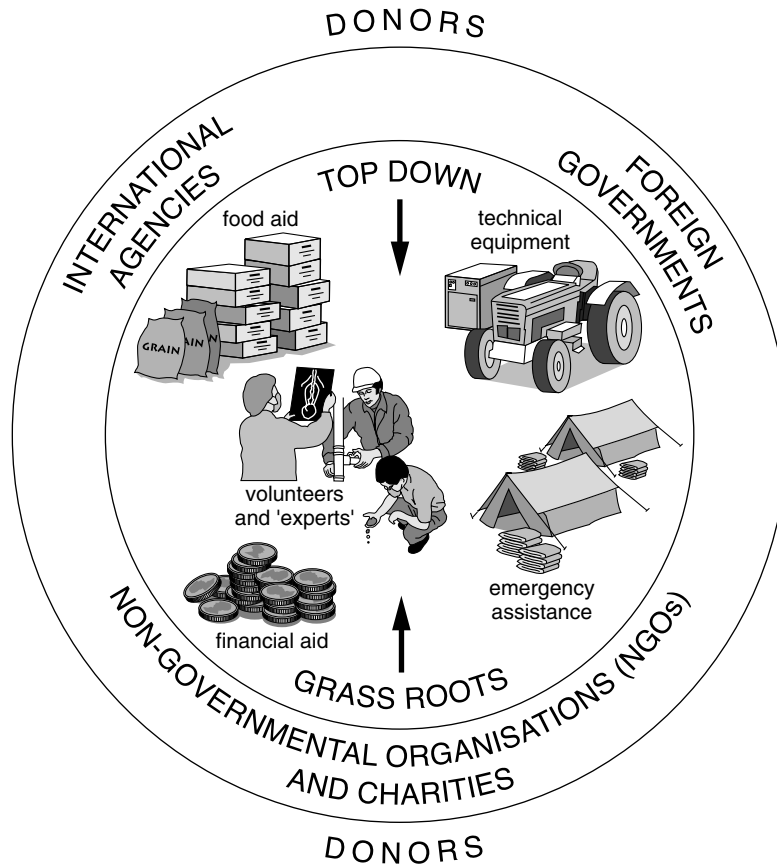 DONORS
INTERNATIONAL
AGENCIES
FOREIGN
GOVERNMENTS
TOP DOWN
food aid
technical
equipment
GRAIN
AIN
N
volunteers
and 'experts'
emergency
assistance
financial aid
GRASS ROOTS
NON-GOVERNMENTAL ORGANISATIONS (NGOs)
AND CHARITIES
DONORS